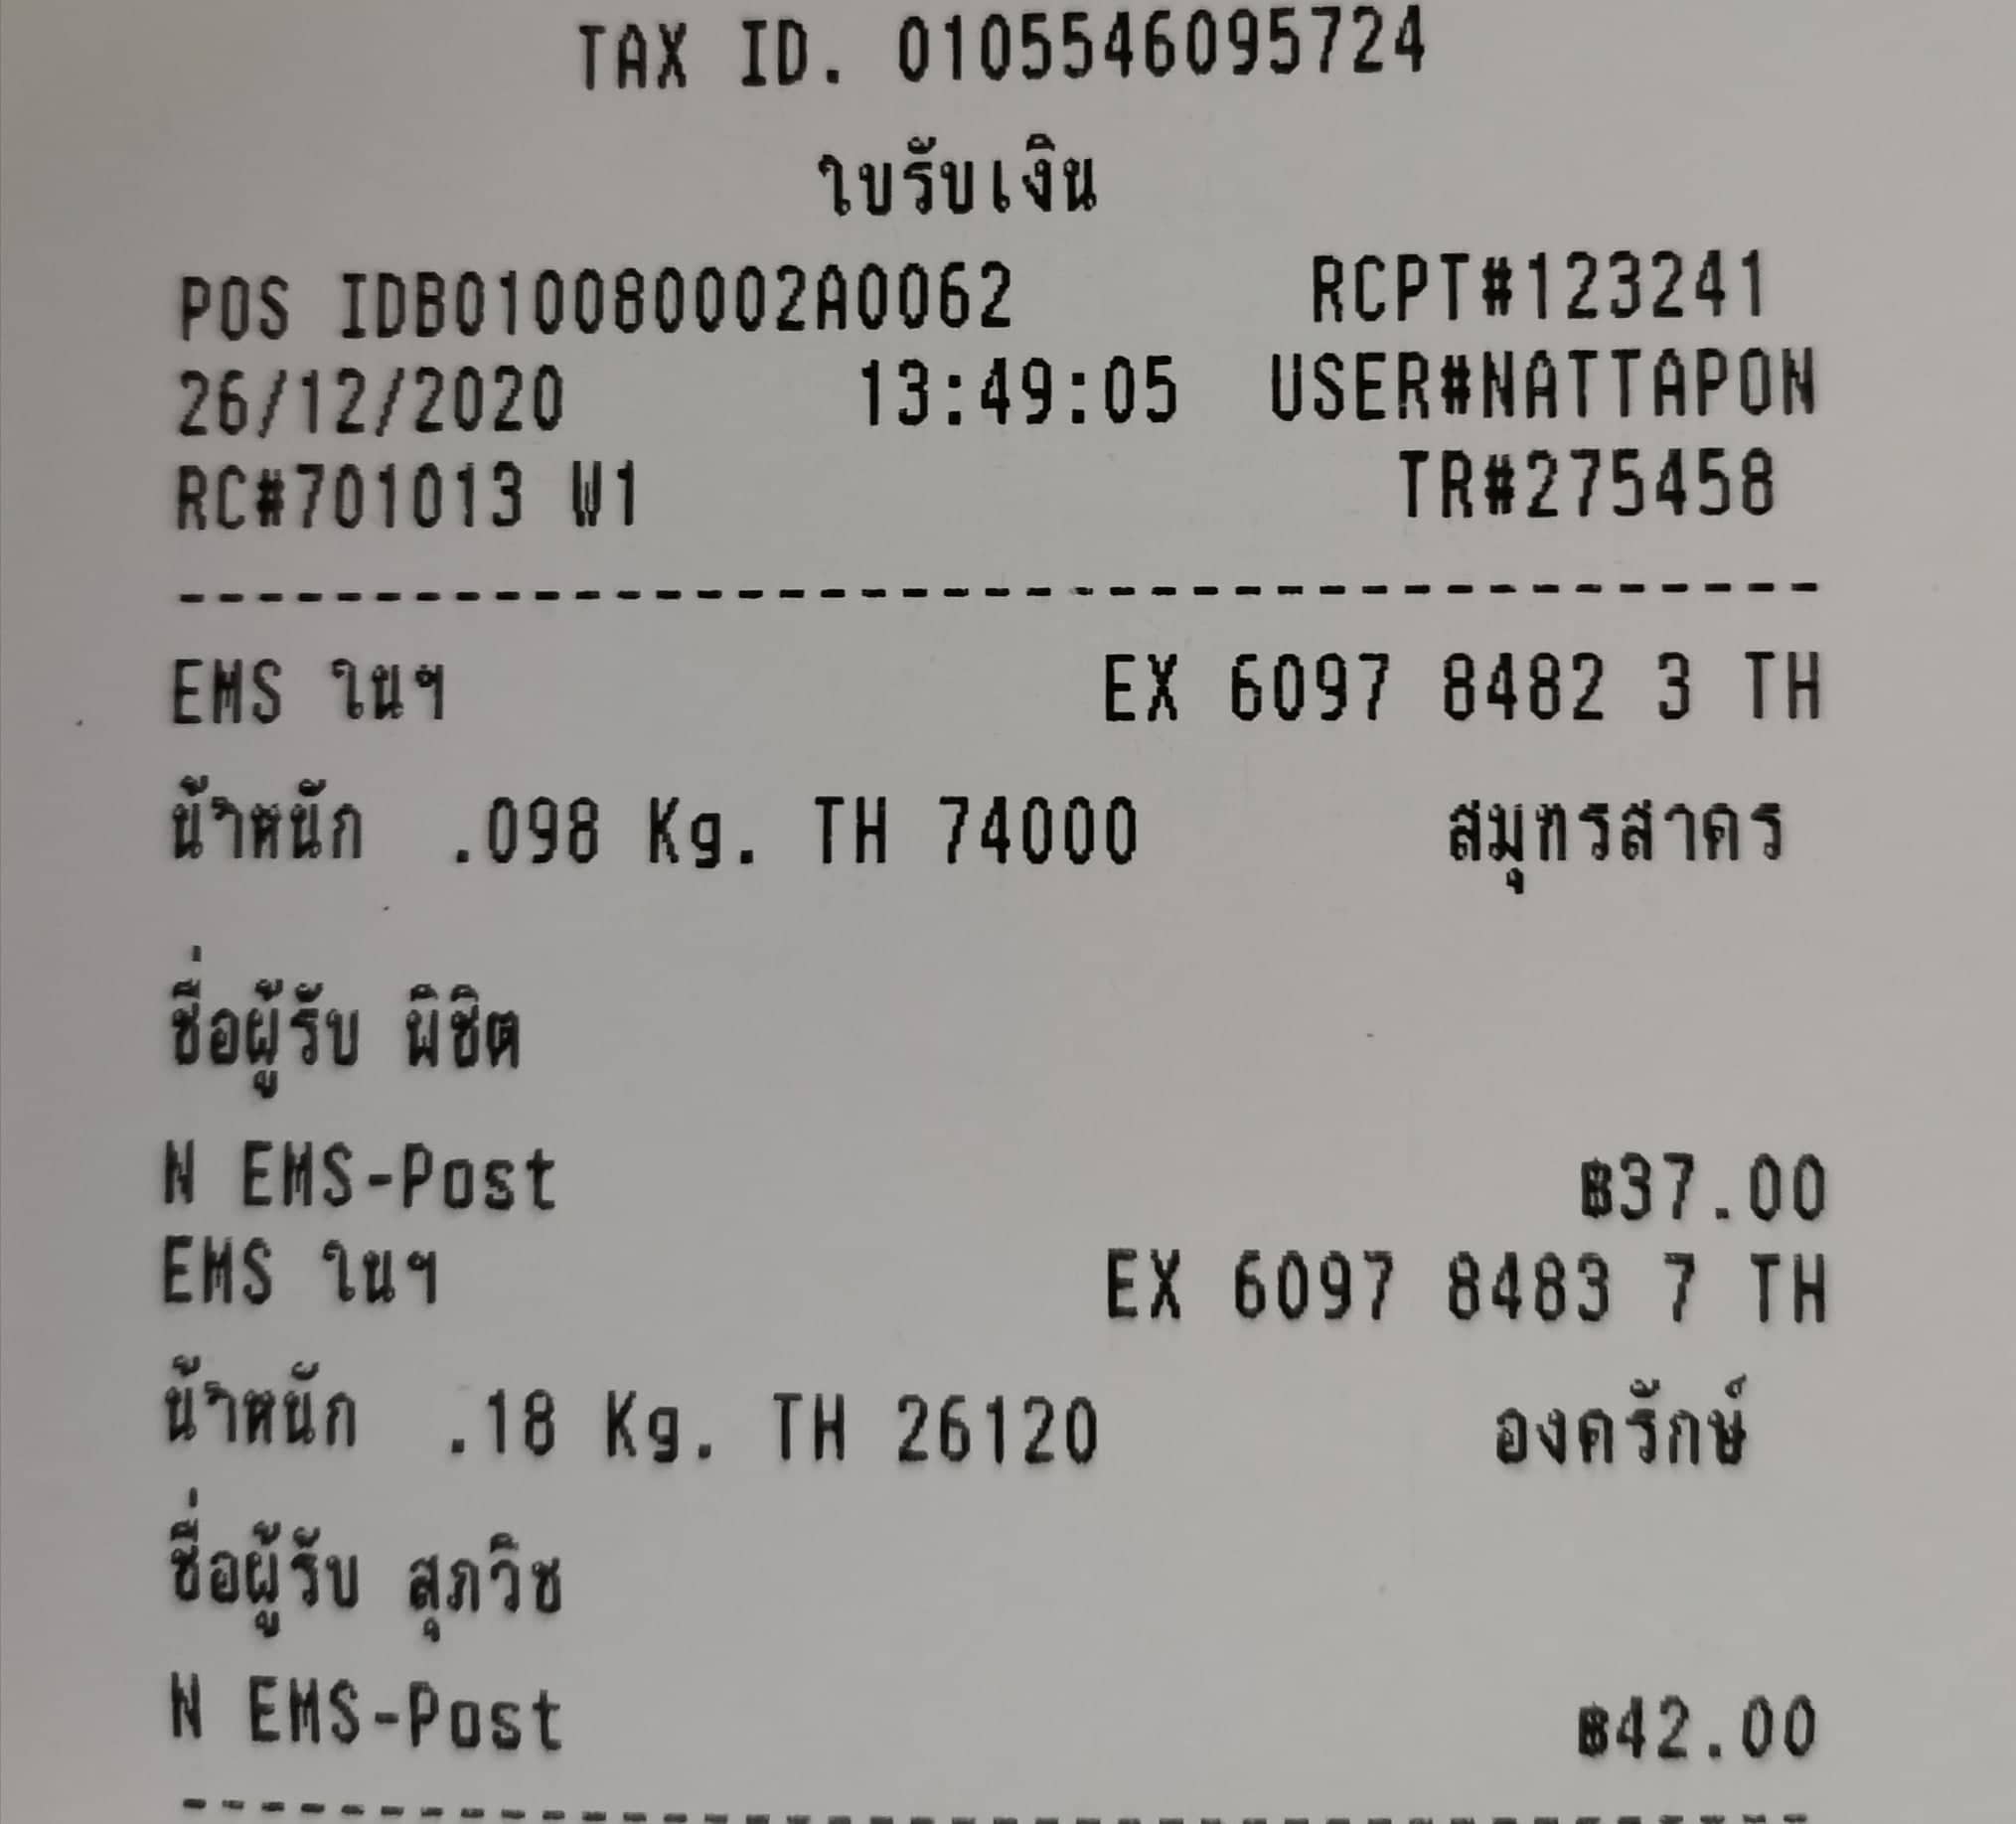 TAX ID. 0105546095724
ใบรับเงิน
POS IDB010080002A0062 RCPT#123241
26/12/2020 13:49:05 USER#NATTAPON
RC#701013 W1 TR#275458
EMS ในฯ EX 6097 8482 3 TH
น้ำหนัก .098 Kg. TH 74000 สมุทรสาคร
ชื่อผู้รับ พิชิต
N EMS-Post ฿37.00
EMS ในฯ EX 6097 8483 7 TH
น้ำหนัก .18 Kg. TH 26120 องครักษ์
ชื่อผู้รับ สุภวิช
N EMS-Post ฿42.00